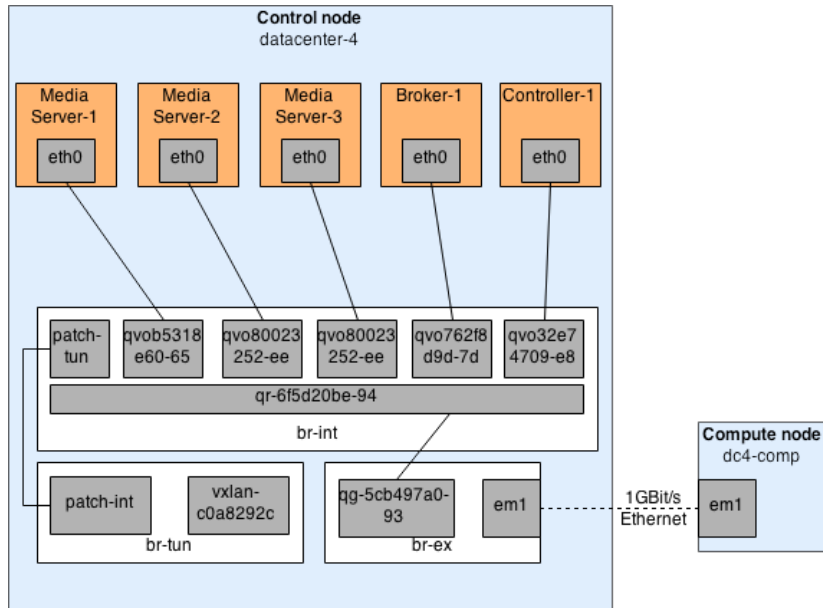 Control node
datacenter-4
Media
Server-1
Media
Server-2
Media
Server-3
Broker-1
Controller-1
eth0
eth0
eth0
eth0
eth0
patch-
tun
qvob5318
e60-65
qvo80023
252-ee
qvo80023
252-ee
qvo762f8
d9d-7d
qvo32e7
4709-e8
qr-6f5d20be-94
br-int
patch-int
vxlan-
c0a8292c
br-tun
qg-5cb497a0-
93
em1
br-ex
1GBit/s
Ethernet
Compute node
dc4-comp
em1